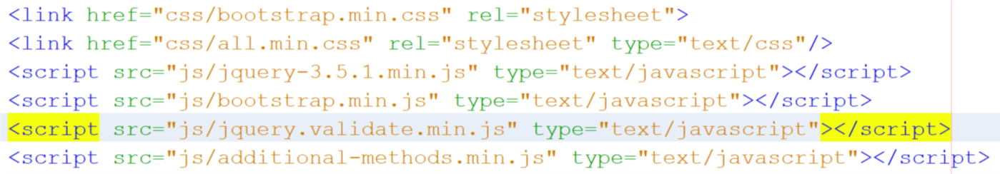 <link href="css/bootstrap.min.css" rel="stylesheet">
<link href="css/all.min.css" rel="stylesheet" type="text/css"/>
<script src="js/jquery-3.5.1.min.js" type="text/javascript"></script>
<script src="js/bootstrap.min.js" type="text/javascript"></script>
<script src="js/jquery.validate.min.js" type="text/javascript"></script>
<script src="js/additional-methods.min.js" type="text/javascript"></script>